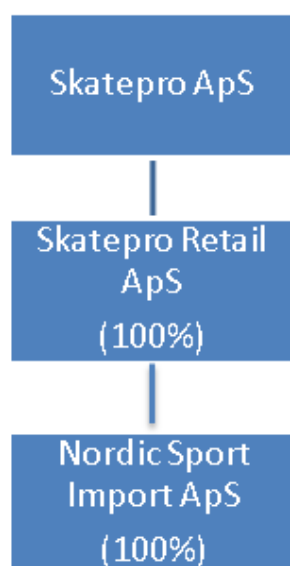 Skatepro ApS
Skatepro Retail
ApS
(100%)
Nordic Sport
Import ApS
(100%)